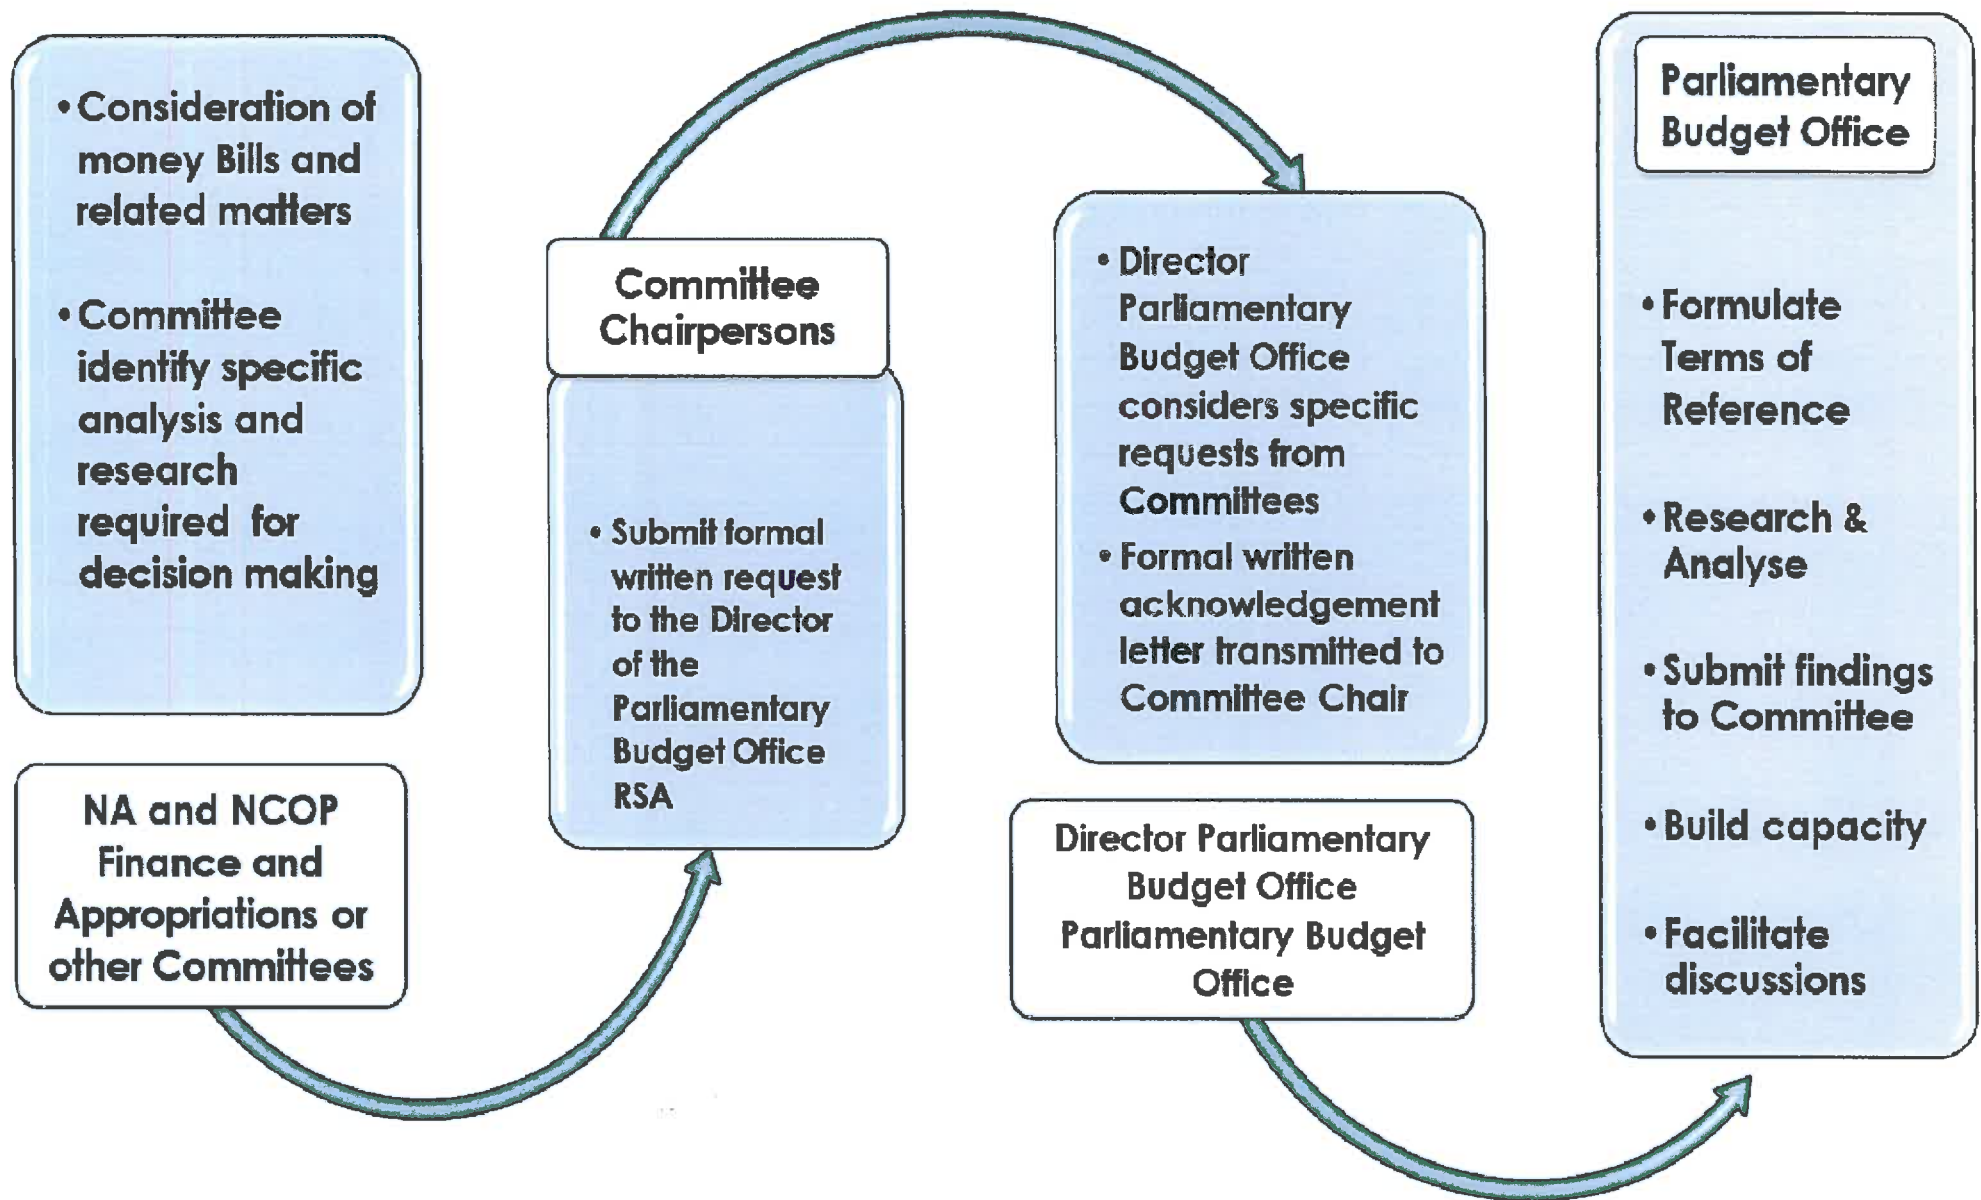 • Consideration of
money Bills and
related matters
• Committee
identify specific
analysis and
research
required for
decision making
NA and NCOP
Finance and
Appropriations or
other Committees
Committee
Chairpersons
• Submit formal
written request
to the Director
of the
Parliamentary
Budget Office
RSA
• Director
Parliamentary
Budget Office
considers specific
requests from
Committees
• Formal written
acknowledgement
letter transmitted to
Committee Chair
Director Parliamentary
Budget Office
Parliamentary Budget
Office
Parliamentary
Budget Office
• Formulate
Terms of
Reference
• Research &
Analyse
• Submit findings
to Committee
• Build capacity
• Facilitate
discussions